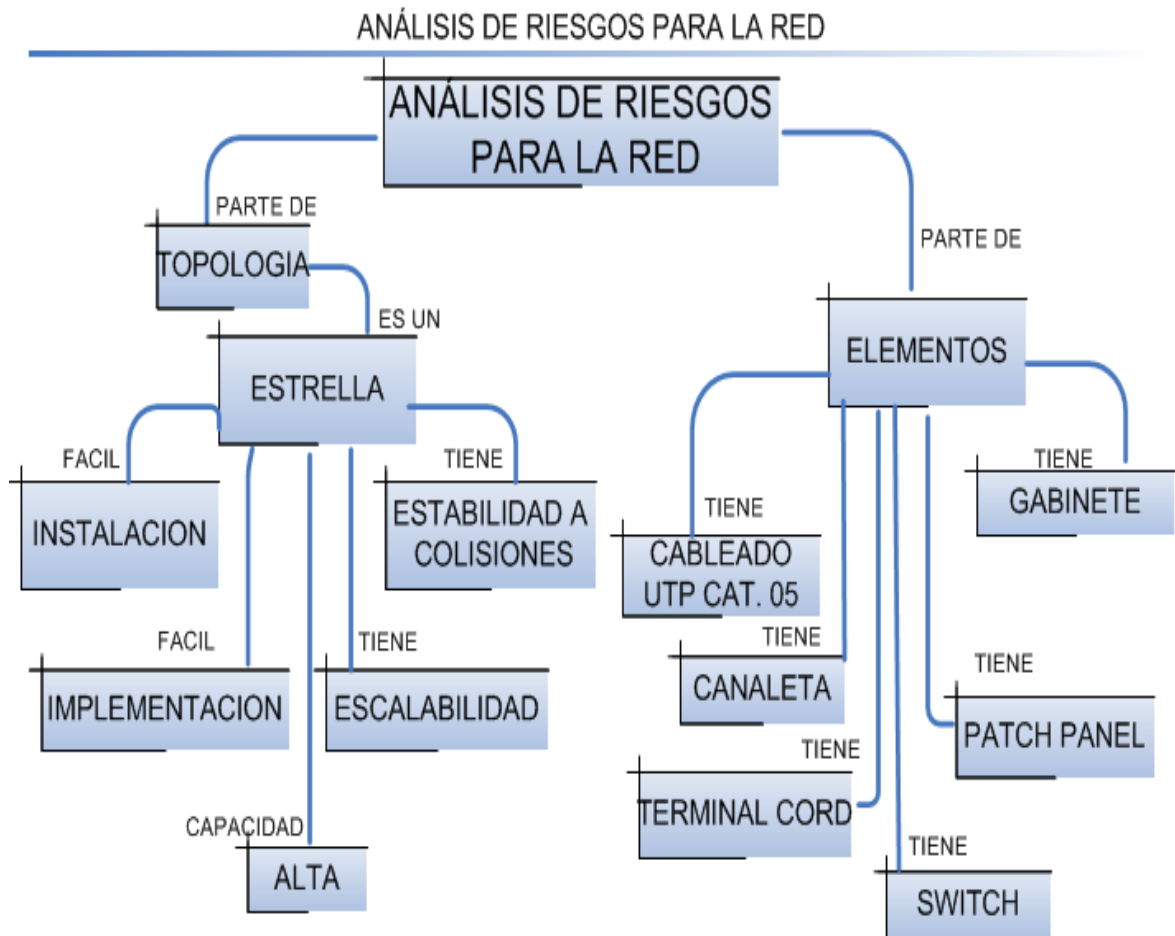 ANÁLISIS DE RIESGOS PARA LA RED
ANÁLISIS DE RIESGOS
PARA LA RED
PARTE DE
TOPOLOGIA
ES UN
ESTRELLA
FACIL
INSTALACION
TIENE
ESTABILIDAD A
COLISIONES
FACIL
IMPLEMENTACION
TIENE
ESCALABILIDAD
CAPACIDAD
ALTA
PARTE DE
ELEMENTOS
TIENE
CABLEADO
UTP CAT. 05
TIENE
CANALETA
TIENE
TERMINAL CORD
TIENE
SWITCH
TIENE
PATCH PANEL
TIENE
GABINETE